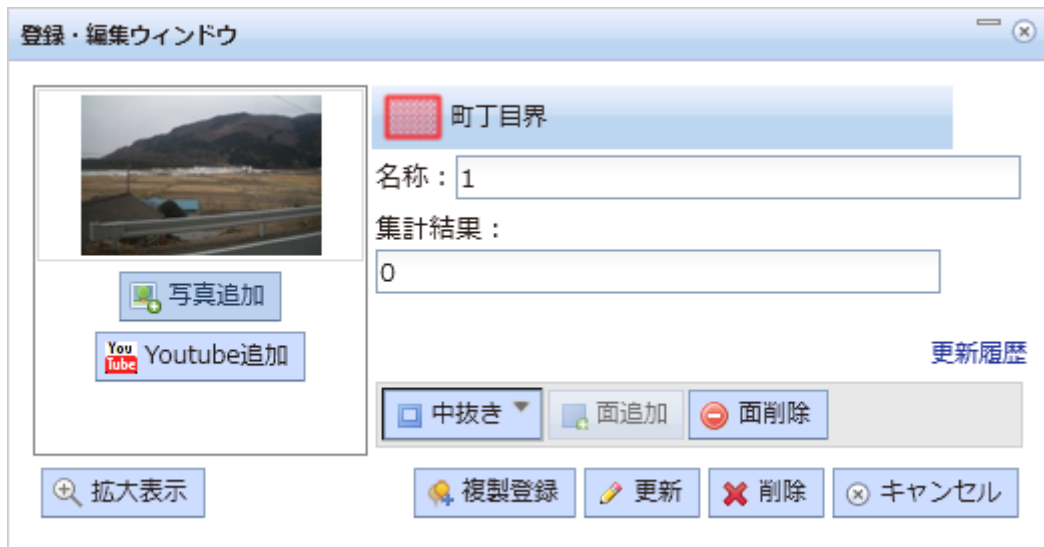 登録・編集ウィンドウ
町丁目界
名称：1
集計結果：
0
写真追加
You Tube Youtube追加
更新履歴
中抜き 面追加 面削除
拡大表示 複製登録 更新 削除 キャンセル